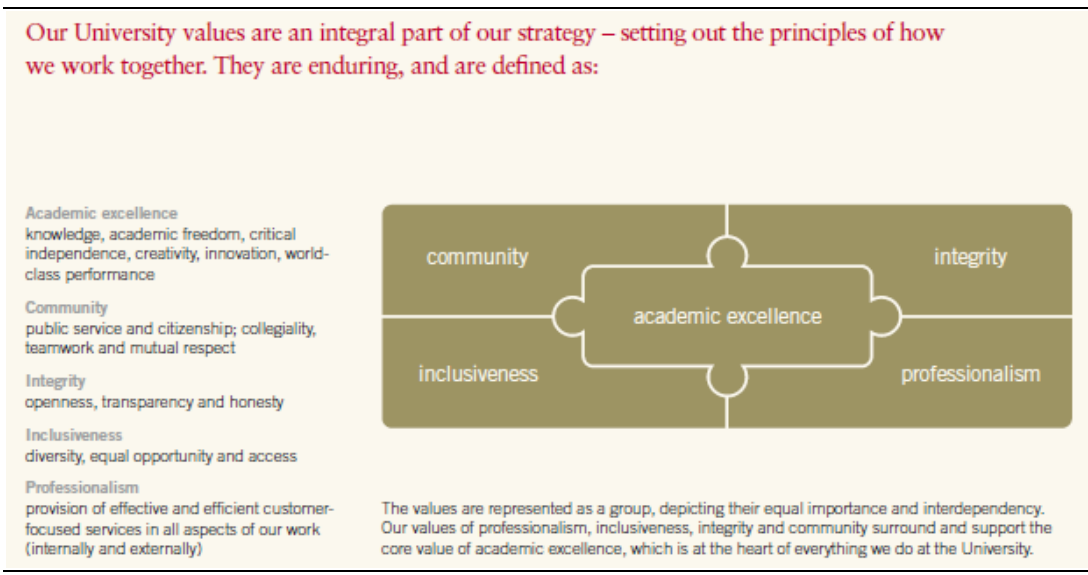 Our University values are an integral part of our strategy – setting out the principles of how
we work together. They are enduring, and are defined as:
Academic excellence
knowledge, academic freedom, critical
independence, creativity, innovation, world-
class performance
Community
public service and citizenship; collegiality,
teamwork and mutual respect
Integrity
openness, transparency and honesty
Inclusiveness
diversity, equal opportunity and access
Professionalism
provision of effective and efficient customer-
focused services in all aspects of our work
(internally and externally)
community
integrity
academic excellence
inclusiveness
professionalism
The values are represented as a group, depicting their equal importance and interdependency.
Our values of professionalism, inclusiveness, integrity and community surround and support the
core value of academic excellence, which is at the heart of everything we do at the University.